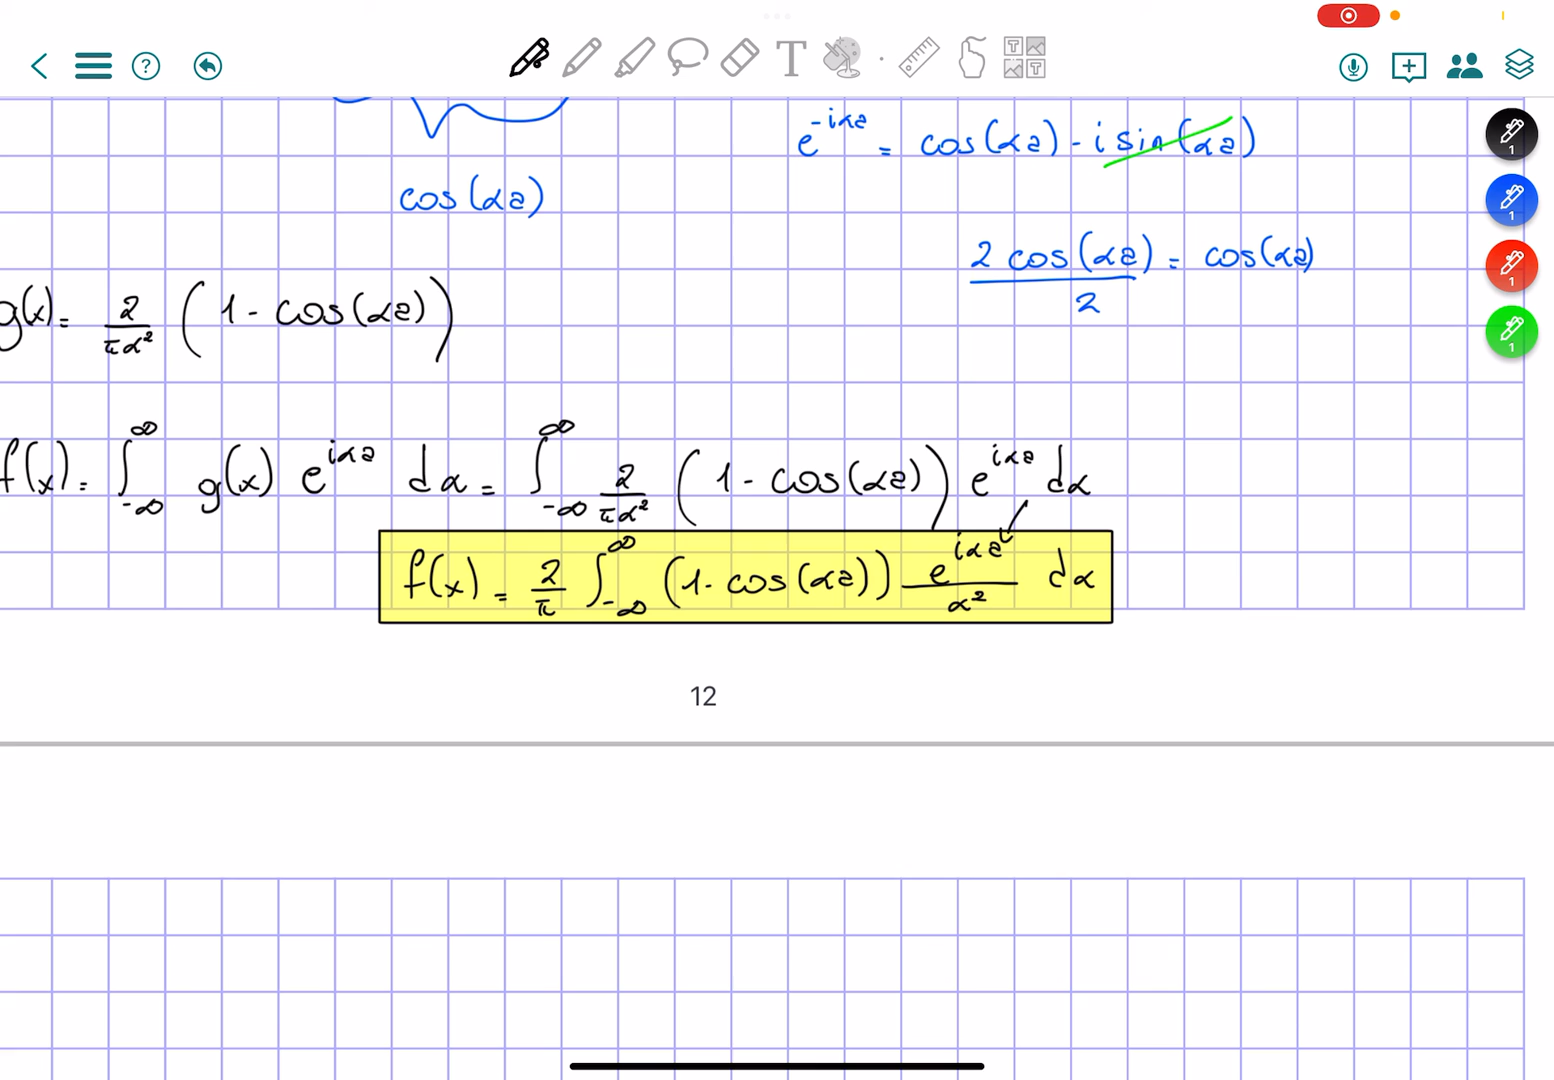 e^{-iαa} = cos(αa) - i sin(αa)
cos(αa)
2 cos(αa) = cos(αa)
2
g(x) = 2/πα² (1 - cos(αa))
f(x) = ∫_{-∞}^{∞} g(x) e^{iαa} dα = ∫_{-∞}^{∞} 2/πα² (1 - cos(αa)) e^{iαa} dα
f(x) = 2/π ∫_{-∞}^{∞} (1 - cos(αa)) e^{iαa}/α² dα
12